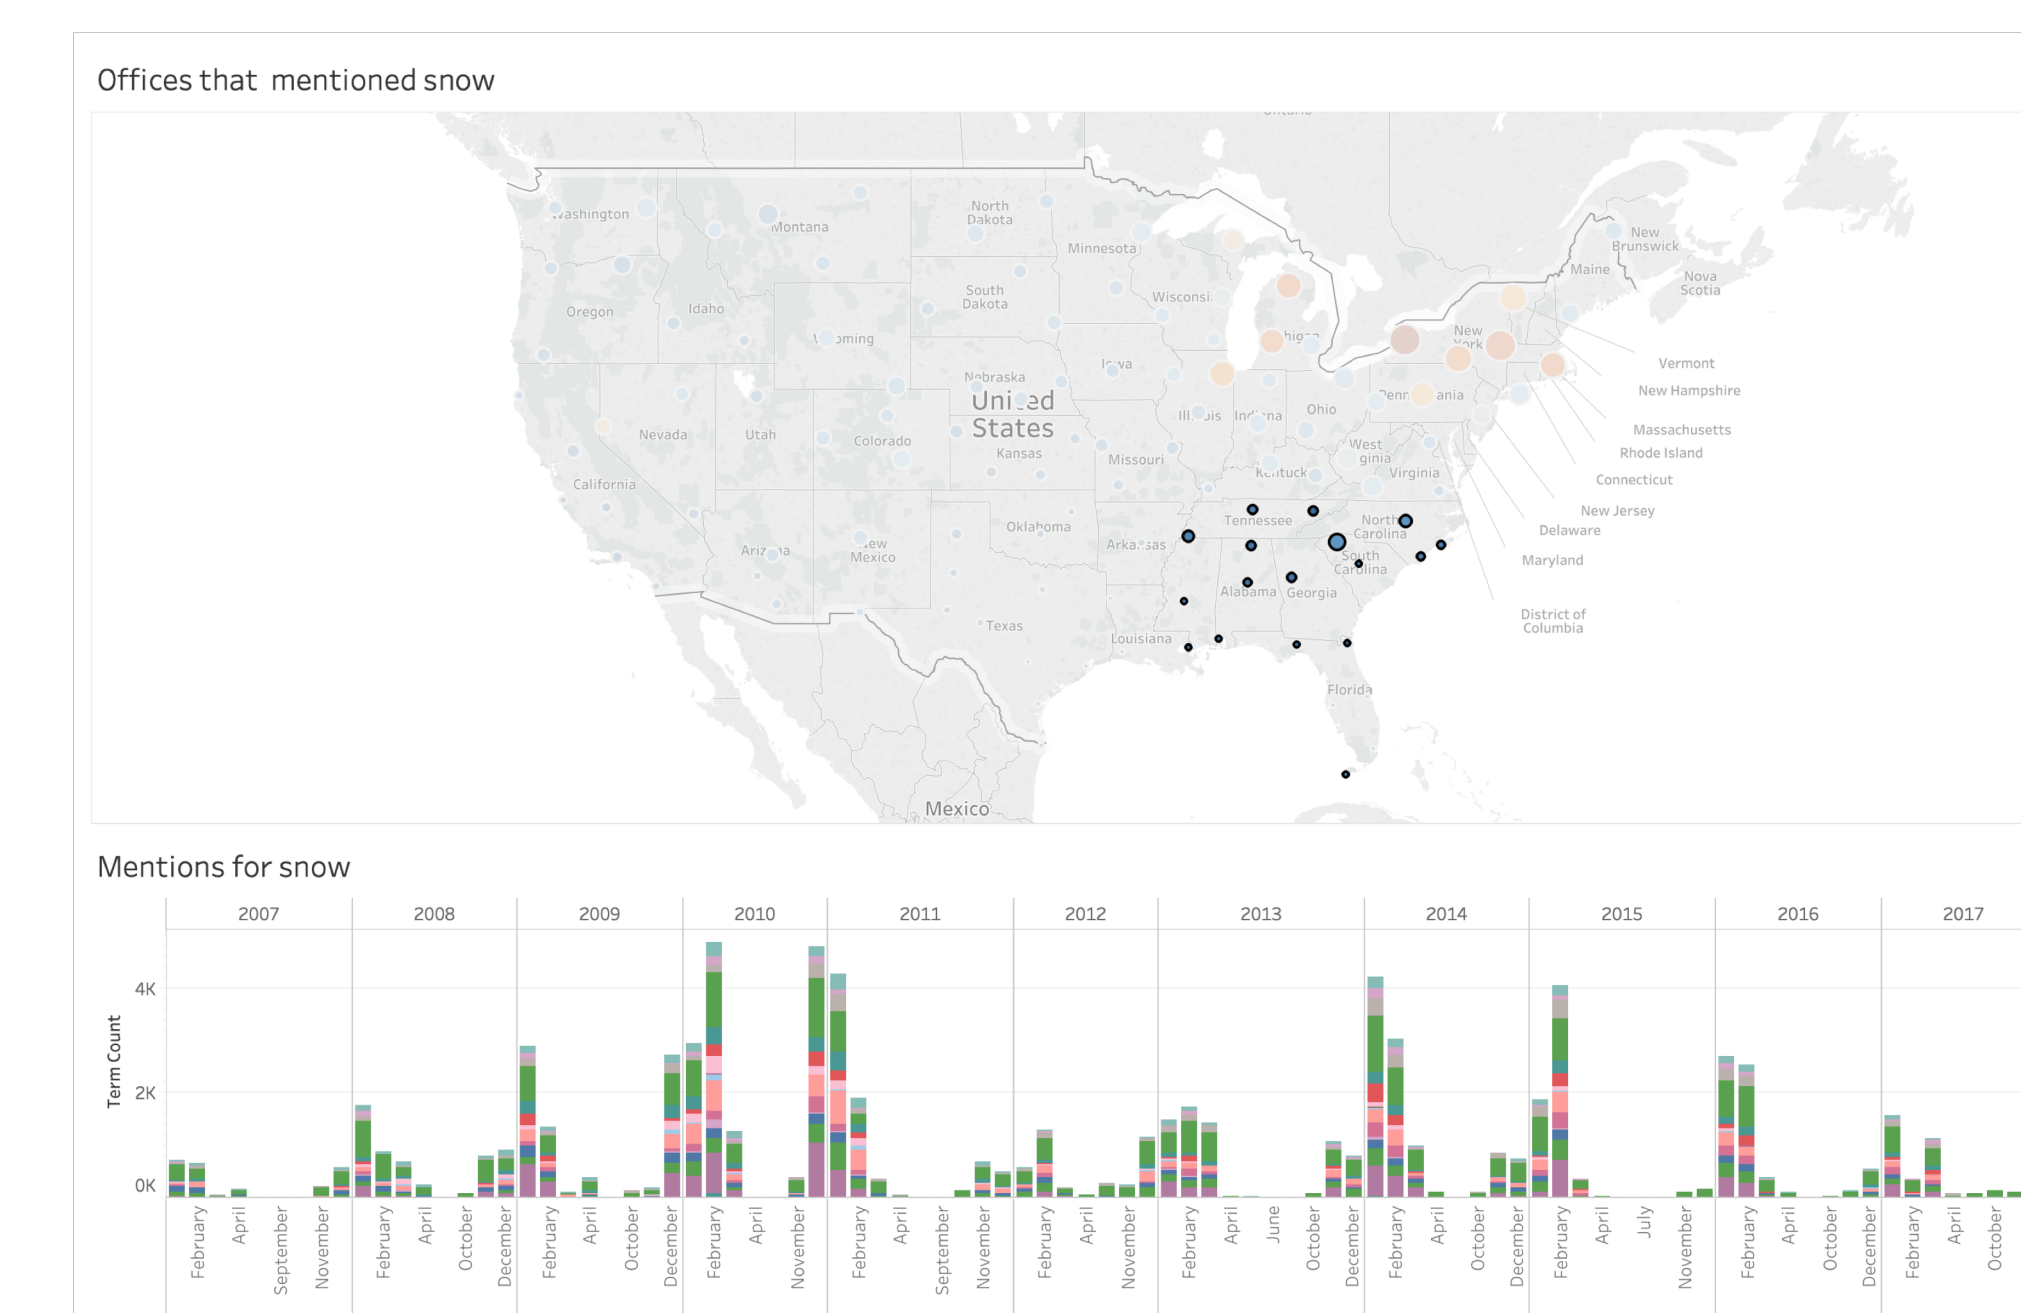 Offices that mentioned snow
Ontario
Washington
Montana
North
Dakota
Minnesota
New
Brunswick
Maine
Nova
Scotia
Oregon
Idaho
South
Dakota
Wisconsi
New
York
Vermont
New Hampshire
Massachusetts
Rhode Island
Connecticut
New Jersey
Delaware
Maryland
District of
Columbia
Iowa
Nebraska
United
States
Nevada
Utah
Colorado
Kansas
Missouri
Illinois
Indiana
Ohio
West
ginia
Virginia
California
Arizona
New
Mexico
Oklahoma
Arkansas
Tennessee
North
Carolina
South
Carolina
Alabama
Georgia
Texas
Louisiana
Florida
Mexico
Mentions for snow
2007 2008 2009 2010 2011 2012 2013 2014 2015 2016 2017
Term Count
4K
2K
0K
February April September November February April October December February April October December February April November February April September November February April November February April June October December February April October December February April July November February April October December February April October